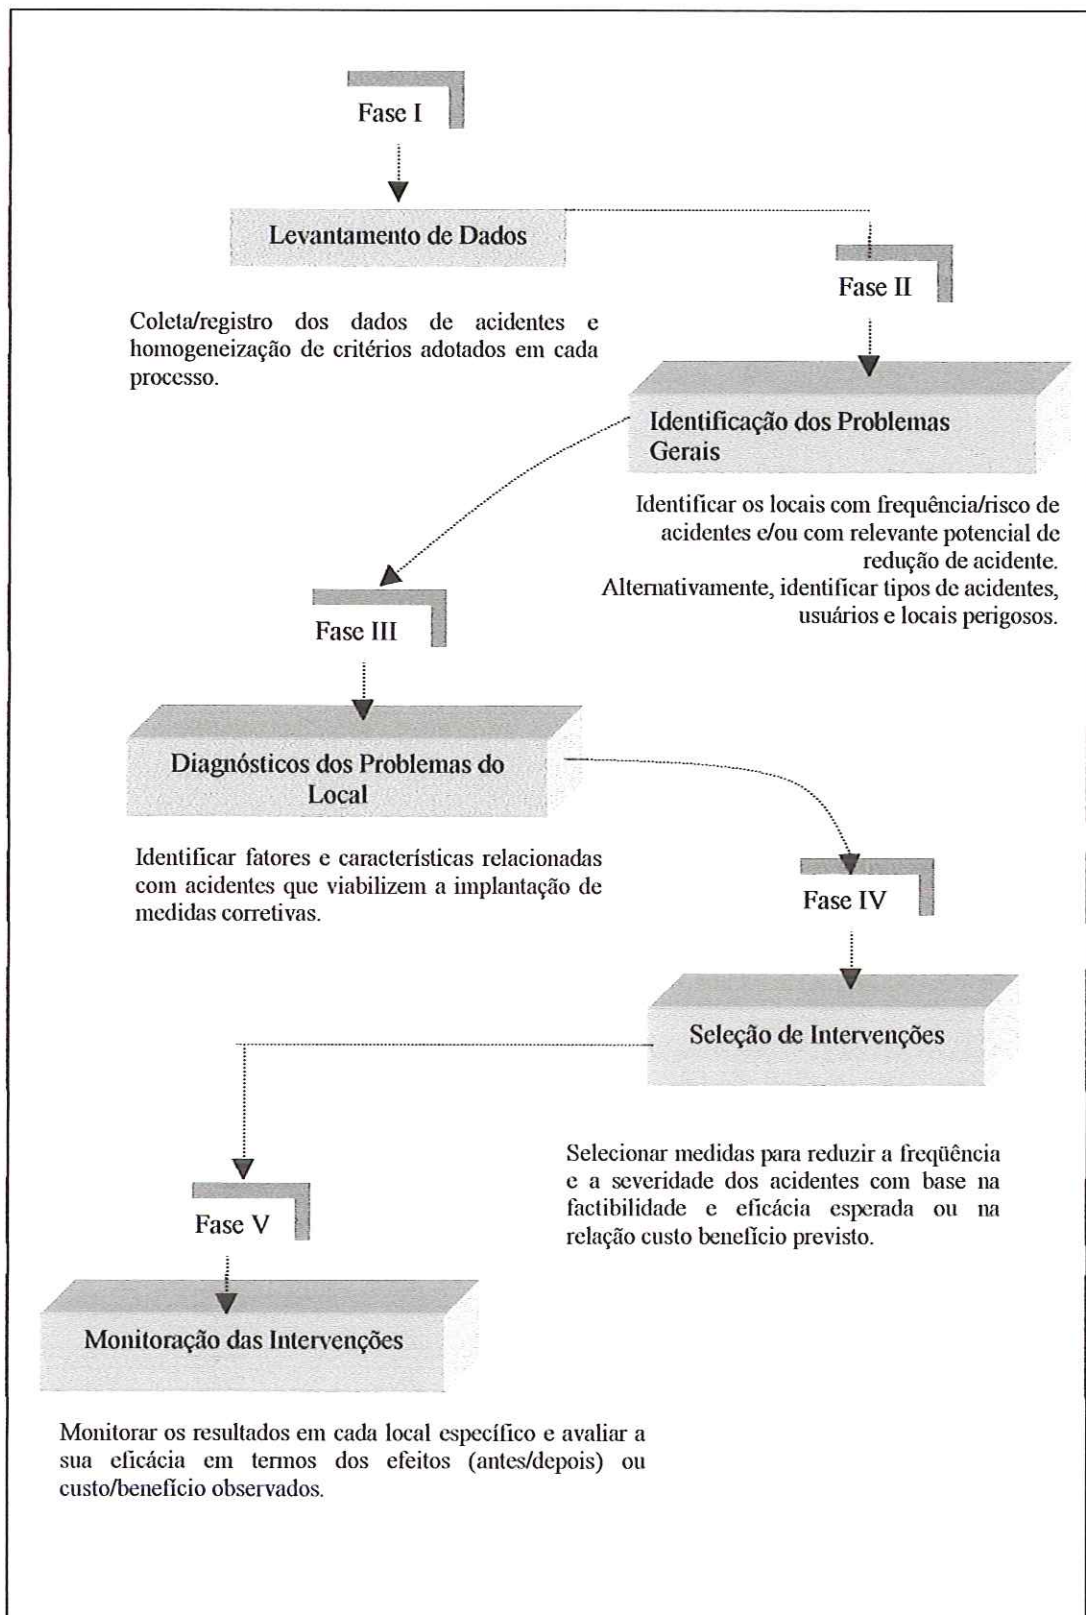 Fase I
Levantamento de Dados
Fase II
Coleta/registro dos dados de acidentes e
homogeneização de critérios adotados em cada
processo.
Identificação dos Problemas
Gerais
Identificar os locais com frequência/risco de
acidentes e/ou com relevante potencial de
redução de acidente.
Alternativamente, identificar tipos de acidentes,
usuários e locais perigosos.
Fase III
Diagnósticos dos Problemas do
Local
Identificar fatores e características relacionadas
com acidentes que viabilizem a implantação de
medidas corretivas.
Fase IV
Seleção de Intervenções
Selecionar medidas para reduzir a freqüência
e a severidade dos acidentes com base na
factibilidade e eficácia esperada ou na
relação custo benefício previsto.
Fase V
Monitoração das Intervenções
Monitorar os resultados em cada local específico e avaliar a
sua eficácia em termos dos efeitos (antes/depois) ou
custo/benefício observados.